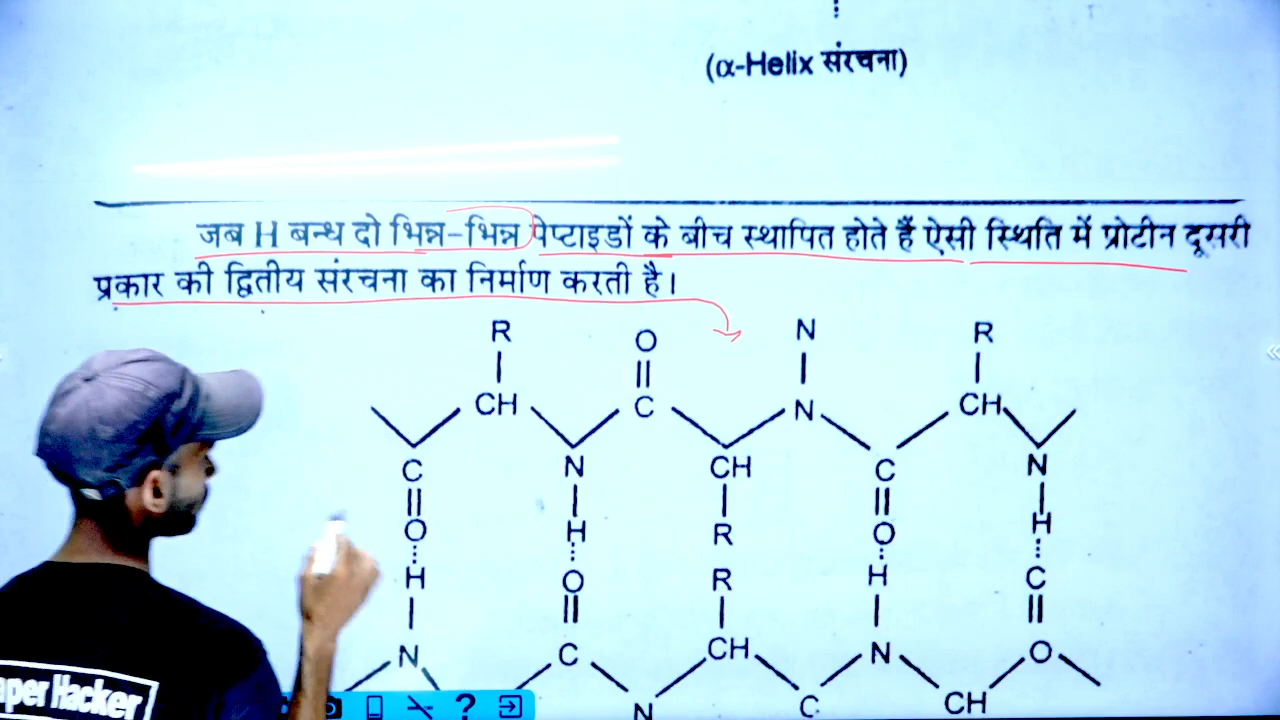 (α-Helix संरचना)
जब H बन्ध दो भिन्न-भिन्न पेप्टाइडों के बीच स्थापित होते हैं ऐसी स्थिति में प्रोटीन दूसरी
प्रकार की द्वितीय संरचना का निर्माण करती है।
R O N R
CH C N CH
C N CH C N
O H R O H
H O R H C
N C CH N O
N C CH
aper Hacker
?